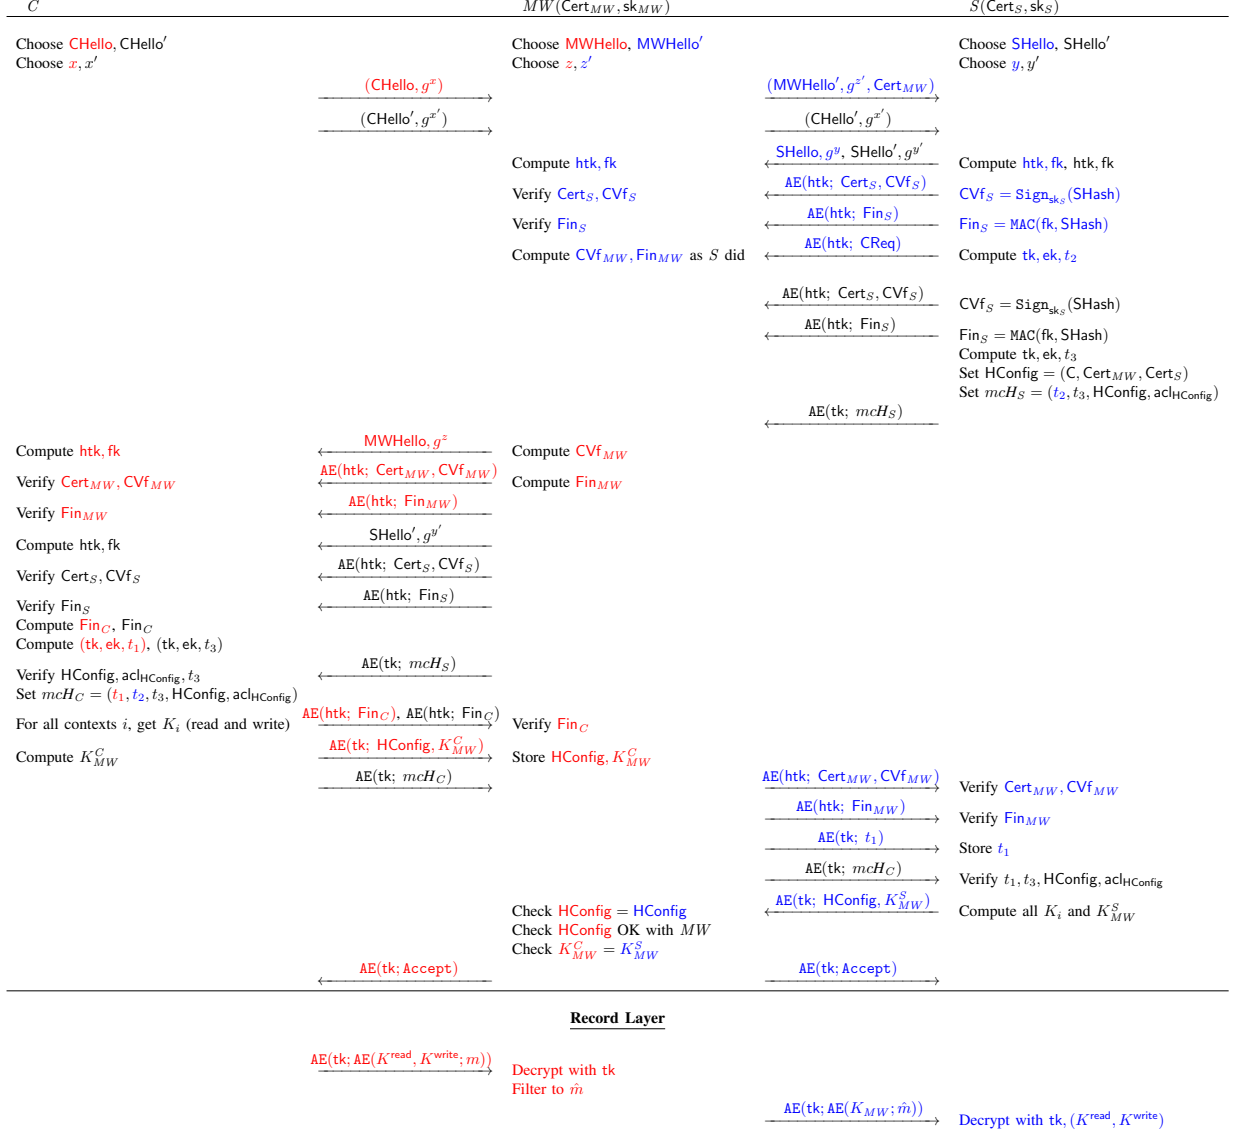 C MW(Cert_MW, sk_MW) S(Cert_S, sk_S)
Choose CHello, CHello′ Choose MWHello, MWHello′ Choose SHello, SHello′
Choose x, x′ Choose z, z′ Choose y, y′
(CHello, g^x) (MWHello′, g^z′, Cert_MW)
(CHello′, g^x′) (CHello′, g^x′)
Compute htk, fk SHello, g^y, SHello′, g^y′ Compute htk, fk, htk, fk
Verify Cert_S, CVf_S AE(htk; Cert_S, CVf_S) CVf_S = Sign_sk_S(SHash)
Verify Fin_S AE(htk; Fin_S) Fin_S = MAC(fk, SHash)
Compute CVf_MW, Fin_MW as S did AE(htk; CReq) Compute tk, ek, t_2
AE(htk; Cert_S, CVf_S) CVf_S = Sign_sk_S(SHash)
AE(htk; Fin_S) Fin_S = MAC(fk, SHash)
Compute tk, ek, t_3
Set HConfig = (C, Cert_MW, Cert_S)
Set mcH_S = (t_2, t_3, HConfig, acl_HConfig)
AE(tk; mcH_S)
Compute htk, fk MWHello, g^z Compute CVf_MW
Verify Cert_MW, CVf_MW AE(htk; Cert_MW, CVf_MW) Compute Fin_MW
Verify Fin_MW AE(htk; Fin_MW)
Compute htk, fk SHello′, g^y′
Verify Cert_S, CVf_S AE(htk; Cert_S, CVf_S)
Verify Fin_S AE(htk; Fin_S)
Compute Fin_C, Fin_C
Compute (tk, ek, t_1), (tk, ek, t_3)
Verify HConfig, acl_HConfig, t_3 AE(tk; mcH_S)
Set mcH_C = (t_1, t_2, t_3, HConfig, acl_HConfig)
For all contexts i, get K_i (read and write) AE(htk; Fin_C), AE(htk; Fin_C) Verify Fin_C
Compute K^C_MW AE(tk; HConfig, K^C_MW) Store HConfig, K^C_MW
AE(tk; mcH_C) AE(htk; Cert_MW, CVf_MW) Verify Cert_MW, CVf_MW
AE(htk; Fin_MW) Verify Fin_MW
AE(tk; t_1) Store t_1
AE(tk; mcH_C) Verify t_1, t_3, HConfig, acl_HConfig
Check HConfig = HConfig AE(tk; HConfig, K^S_MW) Compute all K_i and K^S_MW
Check HConfig OK with MW
Check K^C_MW = K^S_MW
AE(tk; Accept) AE(tk; Accept)
Record Layer
AE(tk; AE(K^read, K^write; m)) Decrypt with tk
Filter to m̂
AE(tk; AE(K_MW; m̂)) Decrypt with tk, (K^read, K^write)